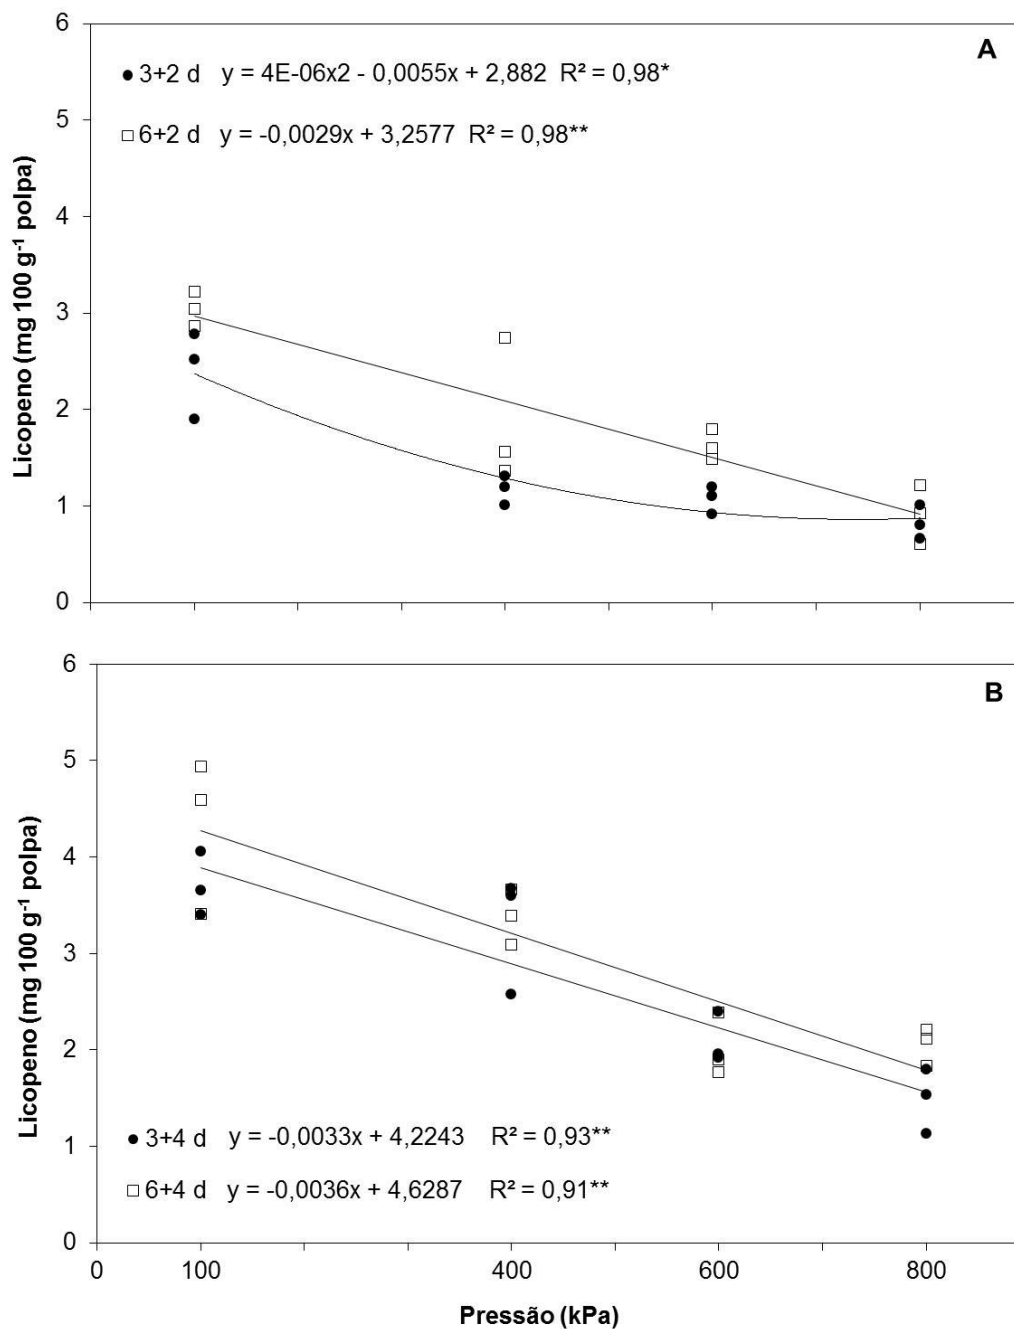 6
A
3+2 d y = 4E-06x2 - 0,0055x + 2,882 R² = 0,98*
5
6+2 d y = -0,0029x + 3,2577 R² = 0,98**
4
3
2
1
0
Licopeno (mg 100 g⁻¹ polpa)
6
B
5
4
3
2
1
3+4 d y = -0,0033x + 4,2243 R² = 0,93**
6+4 d y = -0,0036x + 4,6287 R² = 0,91**
0
Licopeno (mg 100 g⁻¹ polpa)
0 100 400 600 800
Pressão (kPa)